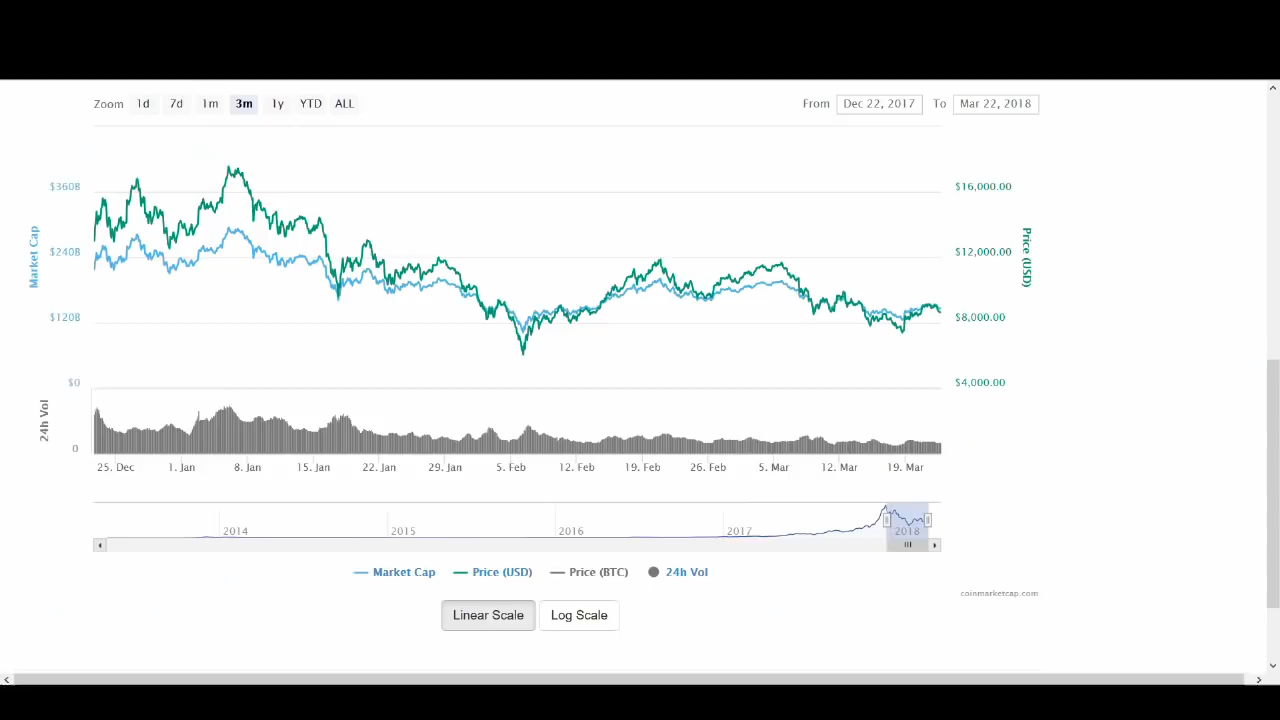 Zoom 1d 7d 1m 3m 1y YTD ALL From Dec 22, 2017 To Mar 22, 2018
$360B $16,000.00
$240B $12,000.00
Market Cap
Price (USD)
$120B $8,000.00
$0 $4,000.00
24h Vol
0
25. Dec 1. Jan 8. Jan 15. Jan 22. Jan 29. Jan 5. Feb 12. Feb 19. Feb 26. Feb 5. Mar 12. Mar 19. Mar
2014 2015 2016 2017 2018
Market Cap Price (USD) Price (BTC) 24h Vol
coinmarketcap.com
Linear Scale Log Scale